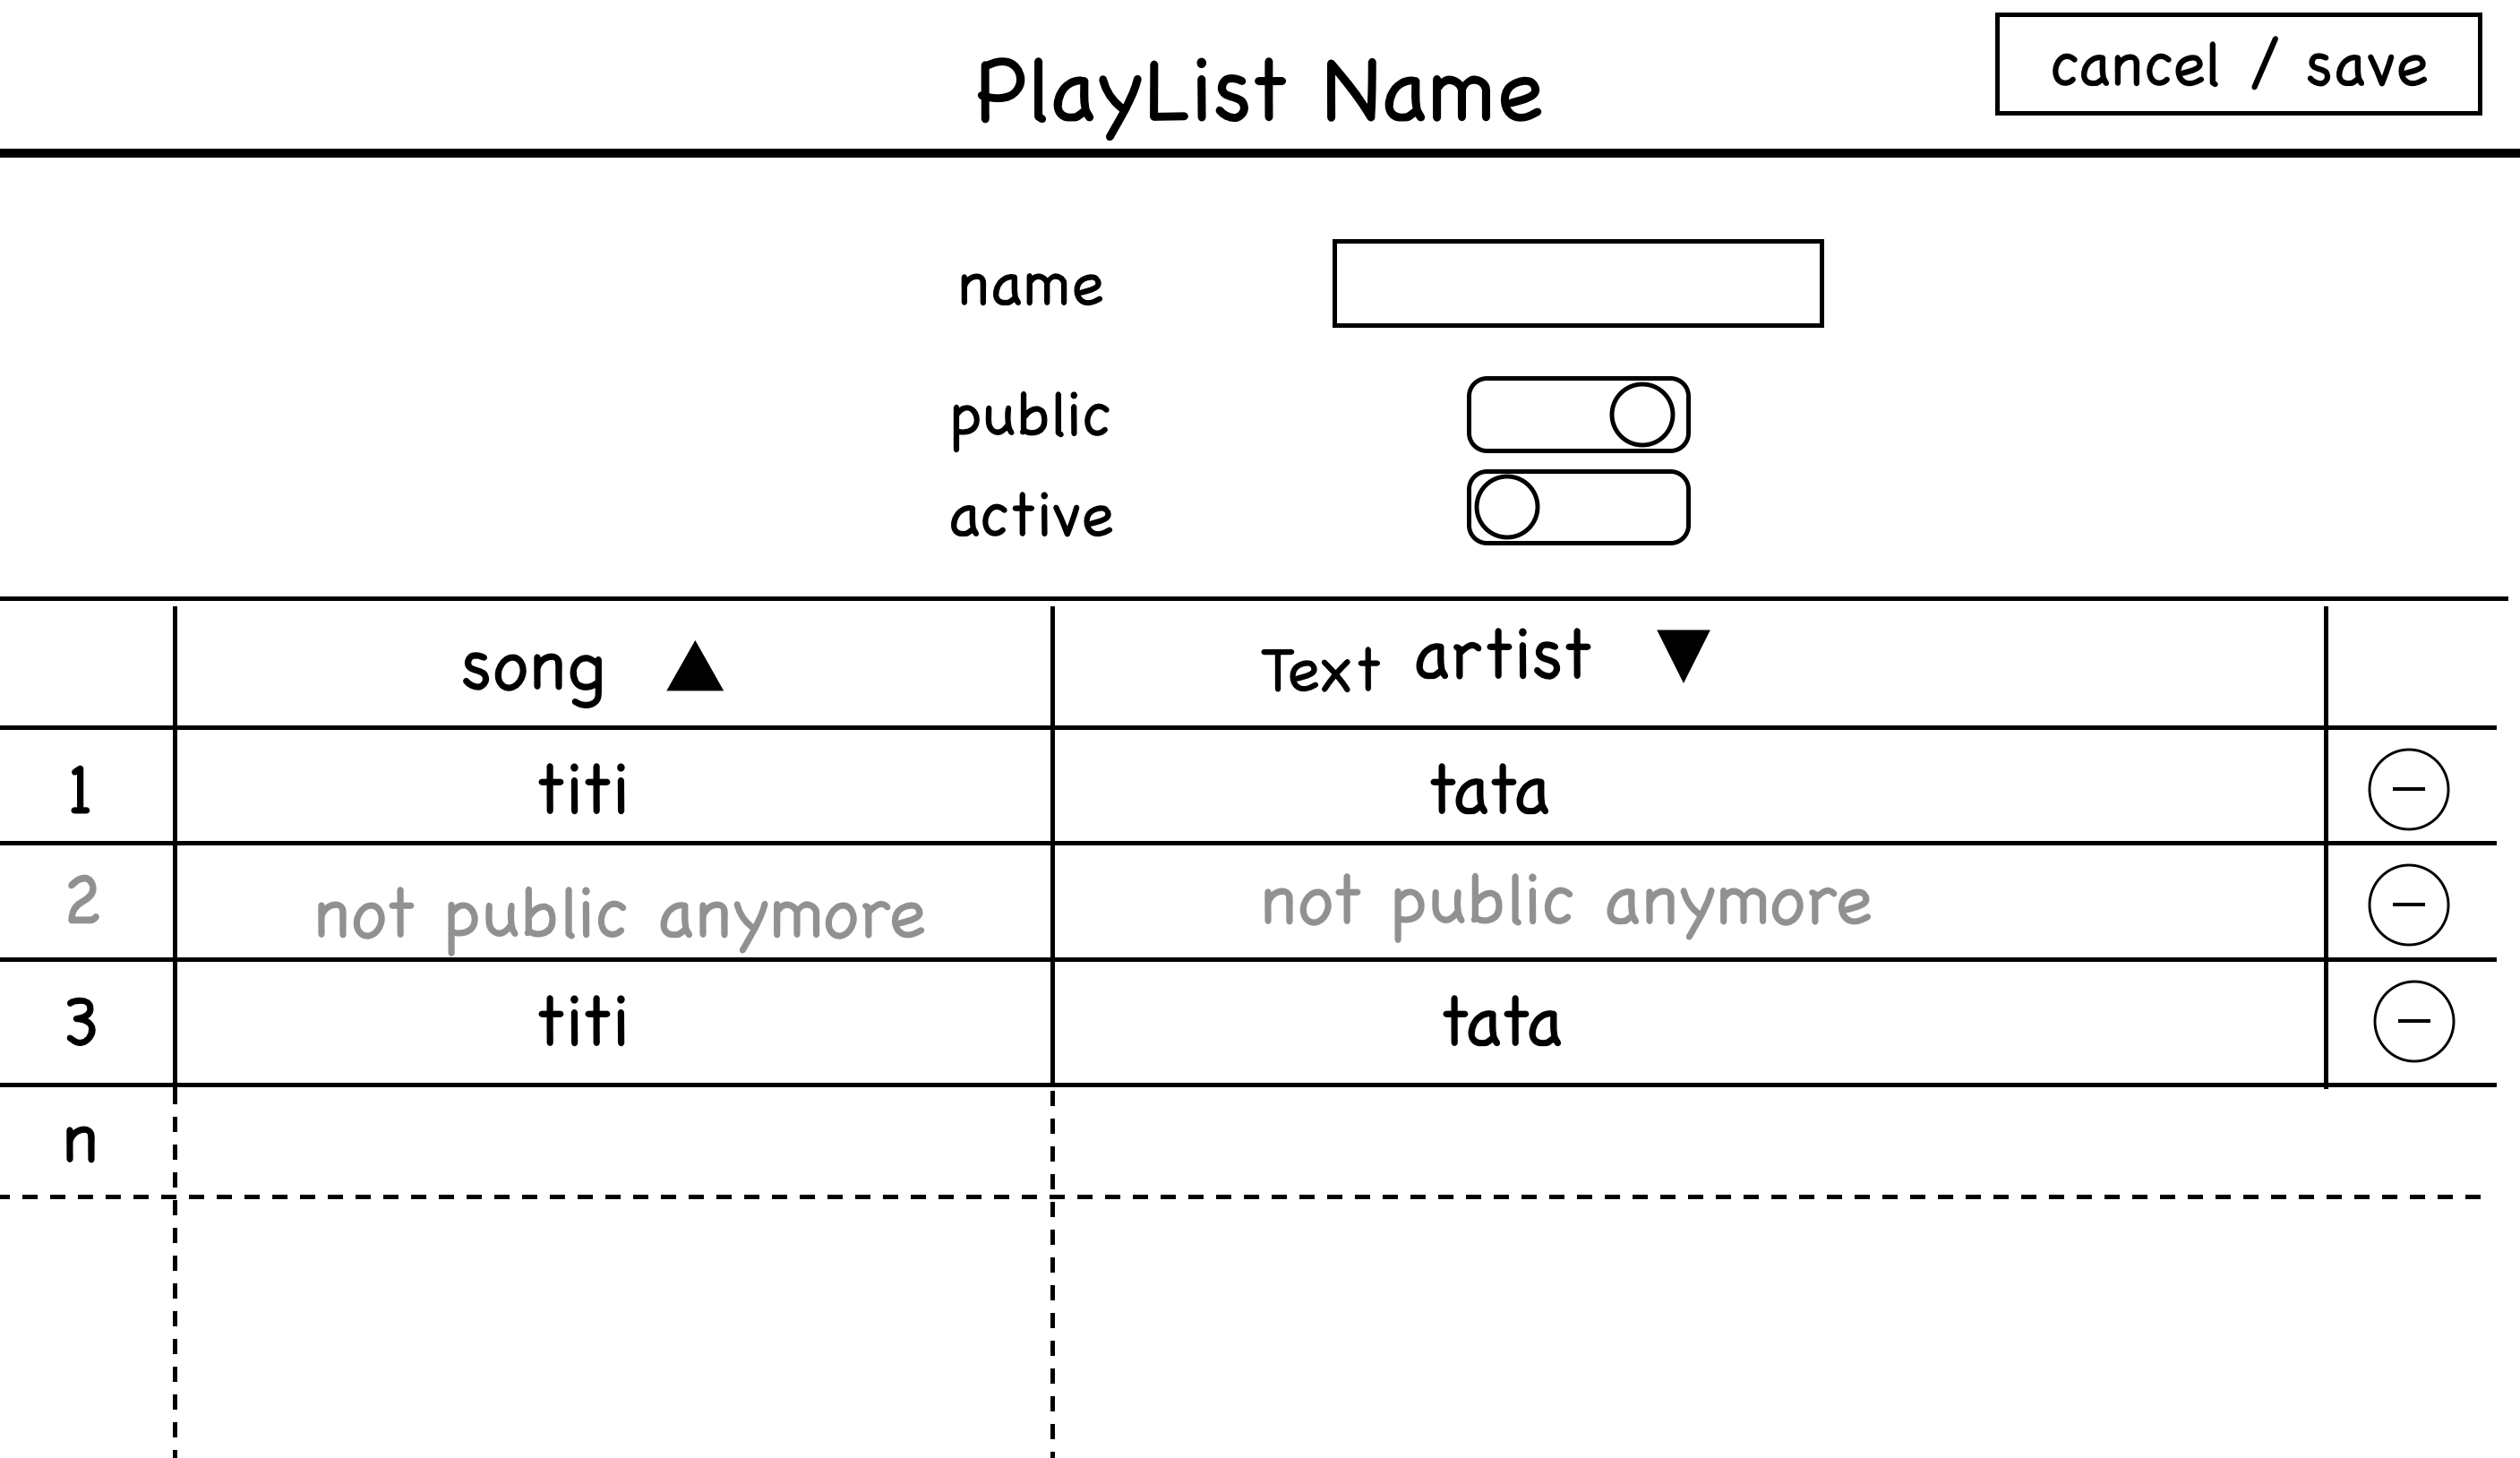 PlayList Name
cancel / save
name
public
active
song ▲
Text artist ▼
1 titi tata
2 not public anymore not public anymore
3 titi tata
n